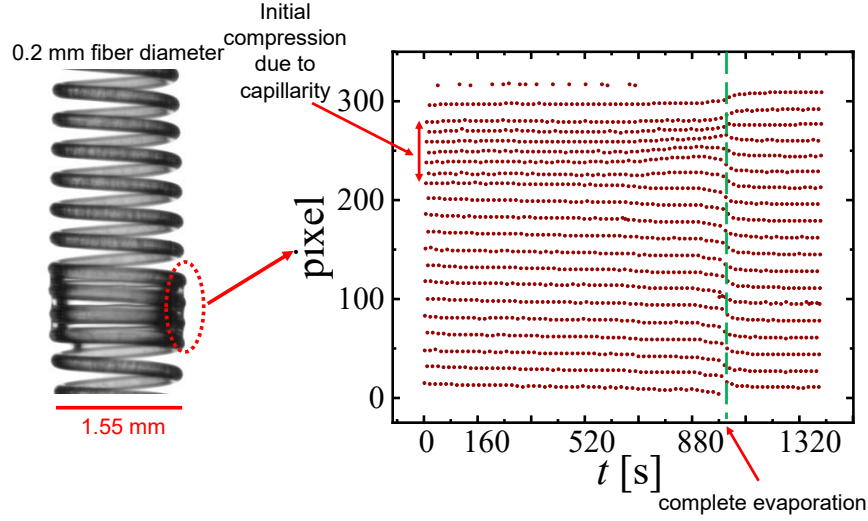 Initial
compression
due to
capillarity
0.2 mm fiber diameter
1.55 mm
pixel
300
200
100
0
0 160 520 880 1320
t [s]
complete evaporation